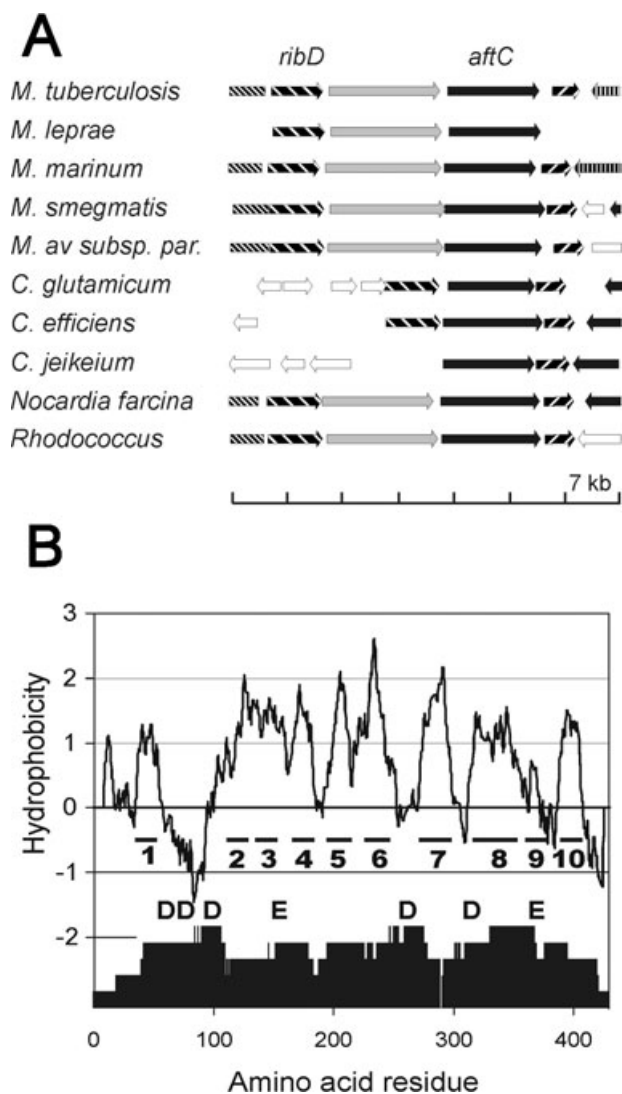 A
ribD aftC
M. tuberculosis
M. leprae
M. marinum
M. smegmatis
M. av subsp. par.
C. glutamicum
C. efficiens
C. jeikeium
Nocardia farcina
Rhodococcus
7 kb
B
3
2
1
0
-1
-2
Hydrophobicity
1 2 3 4 5 6 7 8 9 10
DD D E D D E
0 100 200 300 400
Amino acid residue